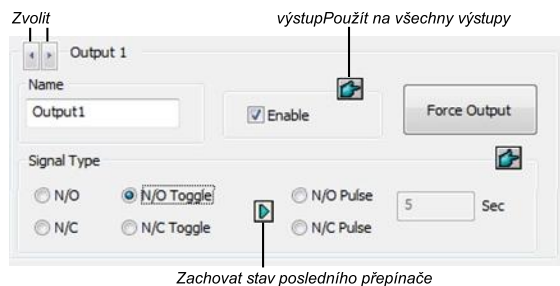 Zvolit výstupPoužít na všechny výstupy
Output 1
Name
Output1
Enable
Force Output
Signal Type
N/O N/O Toggle N/O Pulse 5 Sec
N/C N/C Toggle N/C Pulse
Zachovat stav posledního přepínače